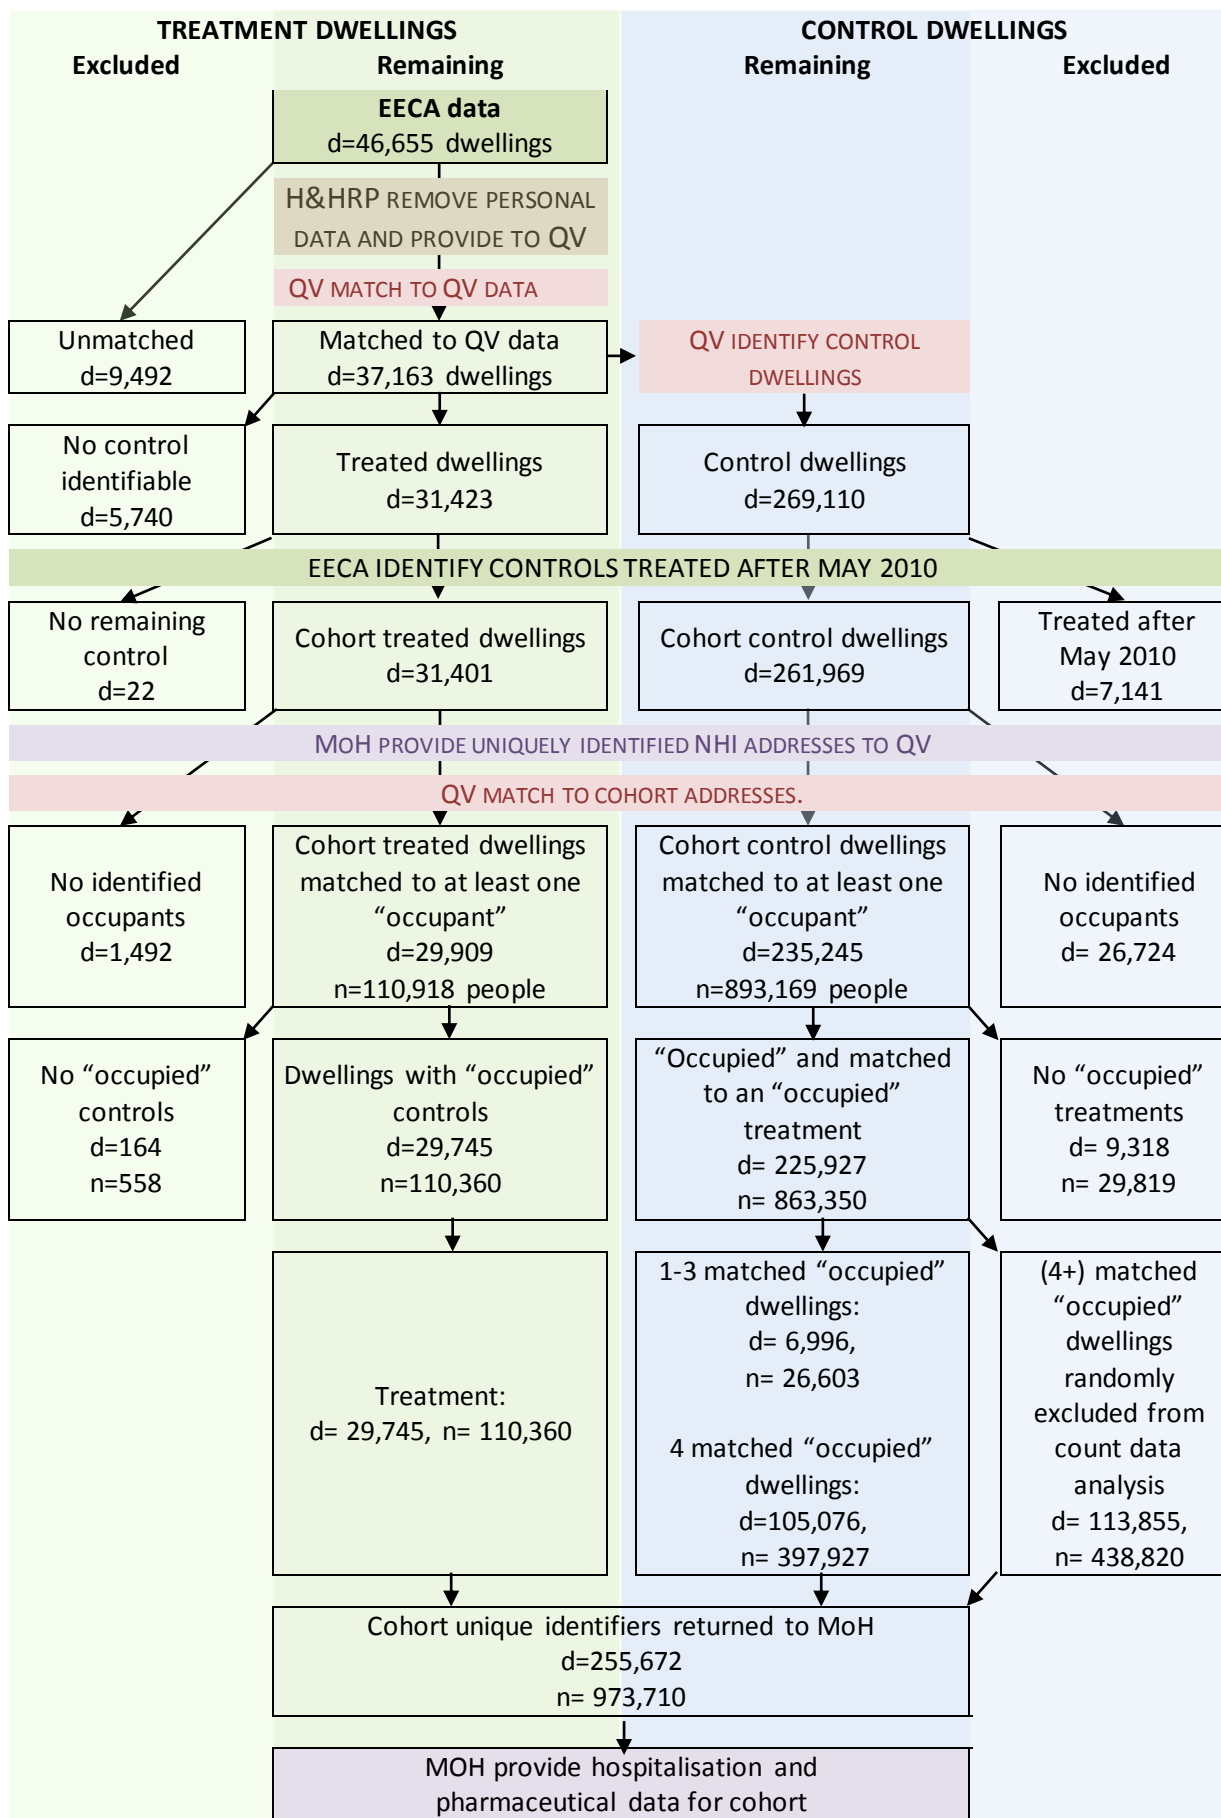 TREATMENT DWELLINGS
CONTROL DWELLINGS
Excluded
Remaining
Remaining
Excluded
EECA data
d=46,655 dwellings
H&HRP REMOVE PERSONAL
DATA AND PROVIDE TO QV
QV MATCH TO QV DATA
Unmatched
d=9,492
Matched to QV data
d=37,163 dwellings
QV IDENTIFY CONTROL
DWELLINGS
No control
identifiable
d=5,740
Treated dwellings
d=31,423
Control dwellings
d=269,110
EECA IDENTIFY CONTROLS TREATED AFTER MAY 2010
No remaining
control
d=22
Cohort treated dwellings
d=31,401
Cohort control dwellings
d=261,969
Treated after
May 2010
d=7,141
MOH PROVIDE UNIQUELY IDENTIFIED NHI ADDRESSES TO QV
QV MATCH TO COHORT ADDRESSES.
No identified
occupants
d=1,492
Cohort treated dwellings
matched to at least one
“occupant”
d=29,909
n=110,918 people
Cohort control dwellings
matched to at least one
“occupant”
d=235,245
n=893,169 people
No identified
occupants
d= 26,724
No “occupied”
controls
d=164
n=558
Dwellings with “occupied”
controls
d=29,745
n=110,360
“Occupied” and matched
to an “occupied”
treatment
d= 225,927
n= 863,350
No “occupied”
treatments
d= 9,318
n= 29,819
Treatment:
d= 29,745, n= 110,360
1-3 matched “occupied”
dwellings:
d= 6,996,
n= 26,603
4 matched “occupied”
dwellings:
d=105,076,
n= 397,927
(4+) matched
“occupied”
dwellings
randomly
excluded from
count data
analysis
d= 113,855,
n= 438,820
Cohort unique identifiers returned to MoH
d=255,672
n= 973,710
MOH provide hospitalisation and
pharmaceutical data for cohort